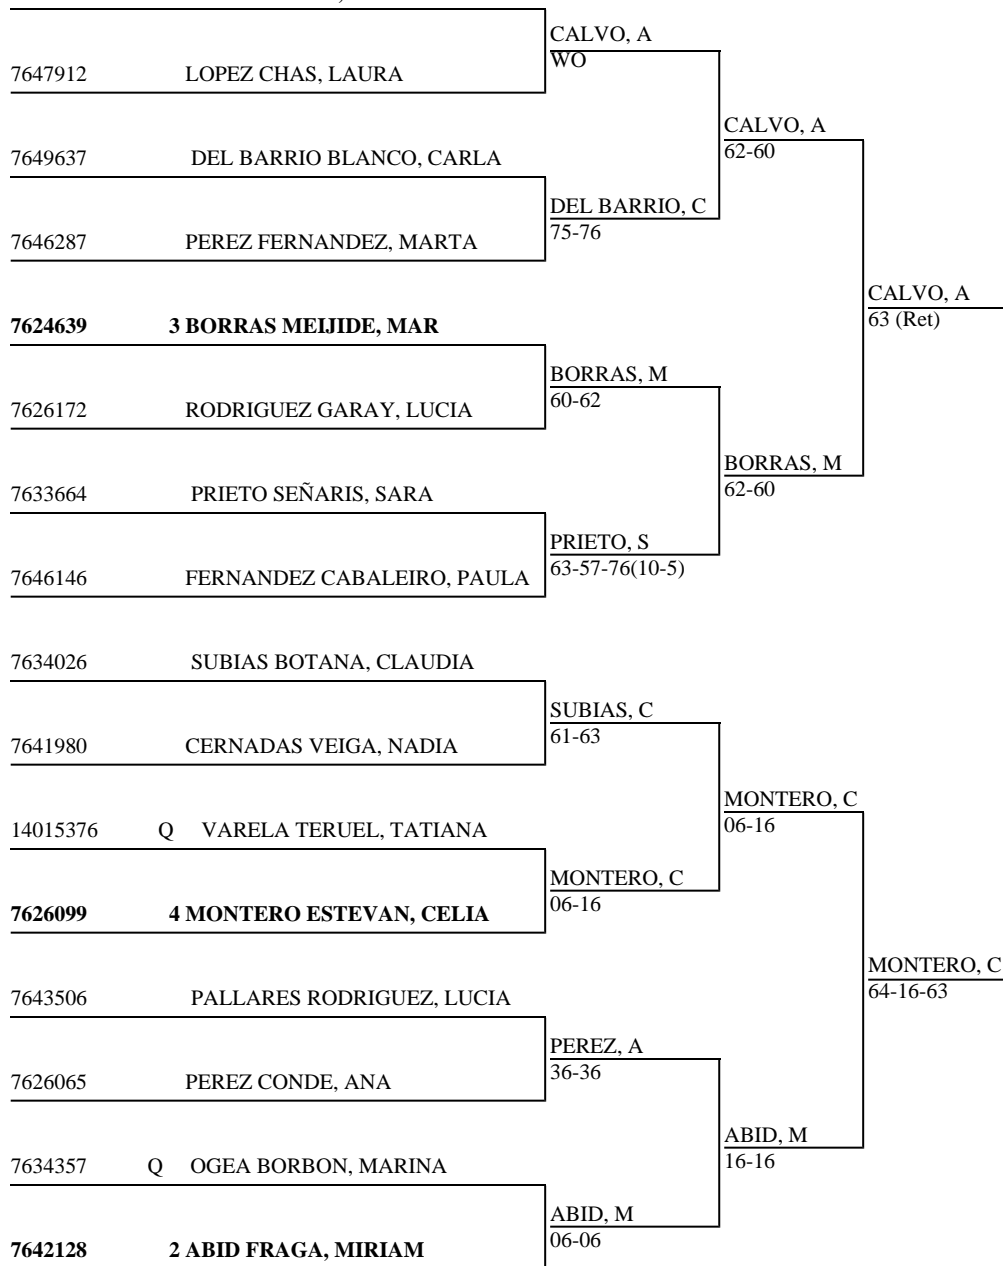 CALVO, A
WO
7647912 LOPEZ CHAS, LAURA
CALVO, A
62-60
7649637 DEL BARRIO BLANCO, CARLA
DEL BARRIO, C
75-76
7646287 PEREZ FERNANDEZ, MARTA
CALVO, A
63 (Ret)
7624639 3 BORRAS MEIJIDE, MAR
BORRAS, M
60-62
7626172 RODRIGUEZ GARAY, LUCIA
BORRAS, M
62-60
7633664 PRIETO SEÑARIS, SARA
PRIETO, S
63-57-76(10-5)
7646146 FERNANDEZ CABALEIRO, PAULA
7634026 SUBIAS BOTANA, CLAUDIA
SUBIAS, C
61-63
7641980 CERNADAS VEIGA, NADIA
MONTERO, C
06-16
14015376 Q VARELA TERUEL, TATIANA
MONTERO, C
06-16
7626099 4 MONTERO ESTEVAN, CELIA
MONTERO, C
64-16-63
7643506 PALLARES RODRIGUEZ, LUCIA
PEREZ, A
36-36
7626065 PEREZ CONDE, ANA
ABID, M
16-16
7634357 Q OGEA BORBON, MARINA
ABID, M
06-06
7642128 2 ABID FRAGA, MIRIAM